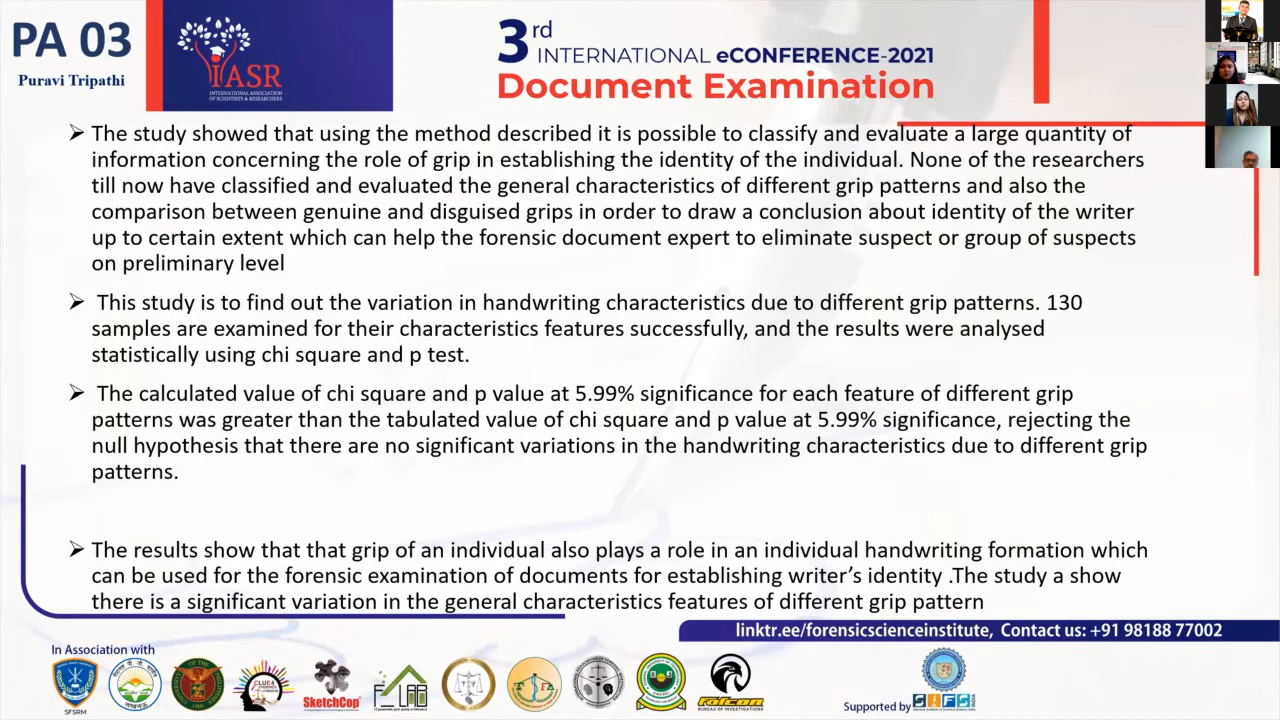 PA 03
Puravi Tripathi
IASR
INTERNATIONAL ASSOCIATION
OF SCIENTISTS & RESEARCHERS
3rd
INTERNATIONAL eCONFERENCE-2021
Document Examination
➢ The study showed that using the method described it is possible to classify and evaluate a large quantity of
information concerning the role of grip in establishing the identity of the individual. None of the researchers
till now have classified and evaluated the general characteristics of different grip patterns and also the
comparison between genuine and disguised grips in order to draw a conclusion about identity of the writer
up to certain extent which can help the forensic document expert to eliminate suspect or group of suspects
on preliminary level
➢ This study is to find out the variation in handwriting characteristics due to different grip patterns. 130
samples are examined for their characteristics features successfully, and the results were analysed
statistically using chi square and p test.
➢ The calculated value of chi square and p value at 5.99% significance for each feature of different grip
patterns was greater than the tabulated value of chi square and p value at 5.99% significance, rejecting the
null hypothesis that there are no significant variations in the handwriting characteristics due to different grip
patterns.
➢ The results show that that grip of an individual also plays a role in an individual handwriting formation which
can be used for the forensic examination of documents for establishing writer's identity .The study a show
there is a significant variation in the general characteristics features of different grip pattern
linktr.ee/forensicscienceinstitute, Contact us: +91 98188 77002
In Association with
SFSRM
CLUE4
SketchCop
F LAB
falcon
BUREAU OF INVESTIGATIONS
Supported by
SIFS
INDIA